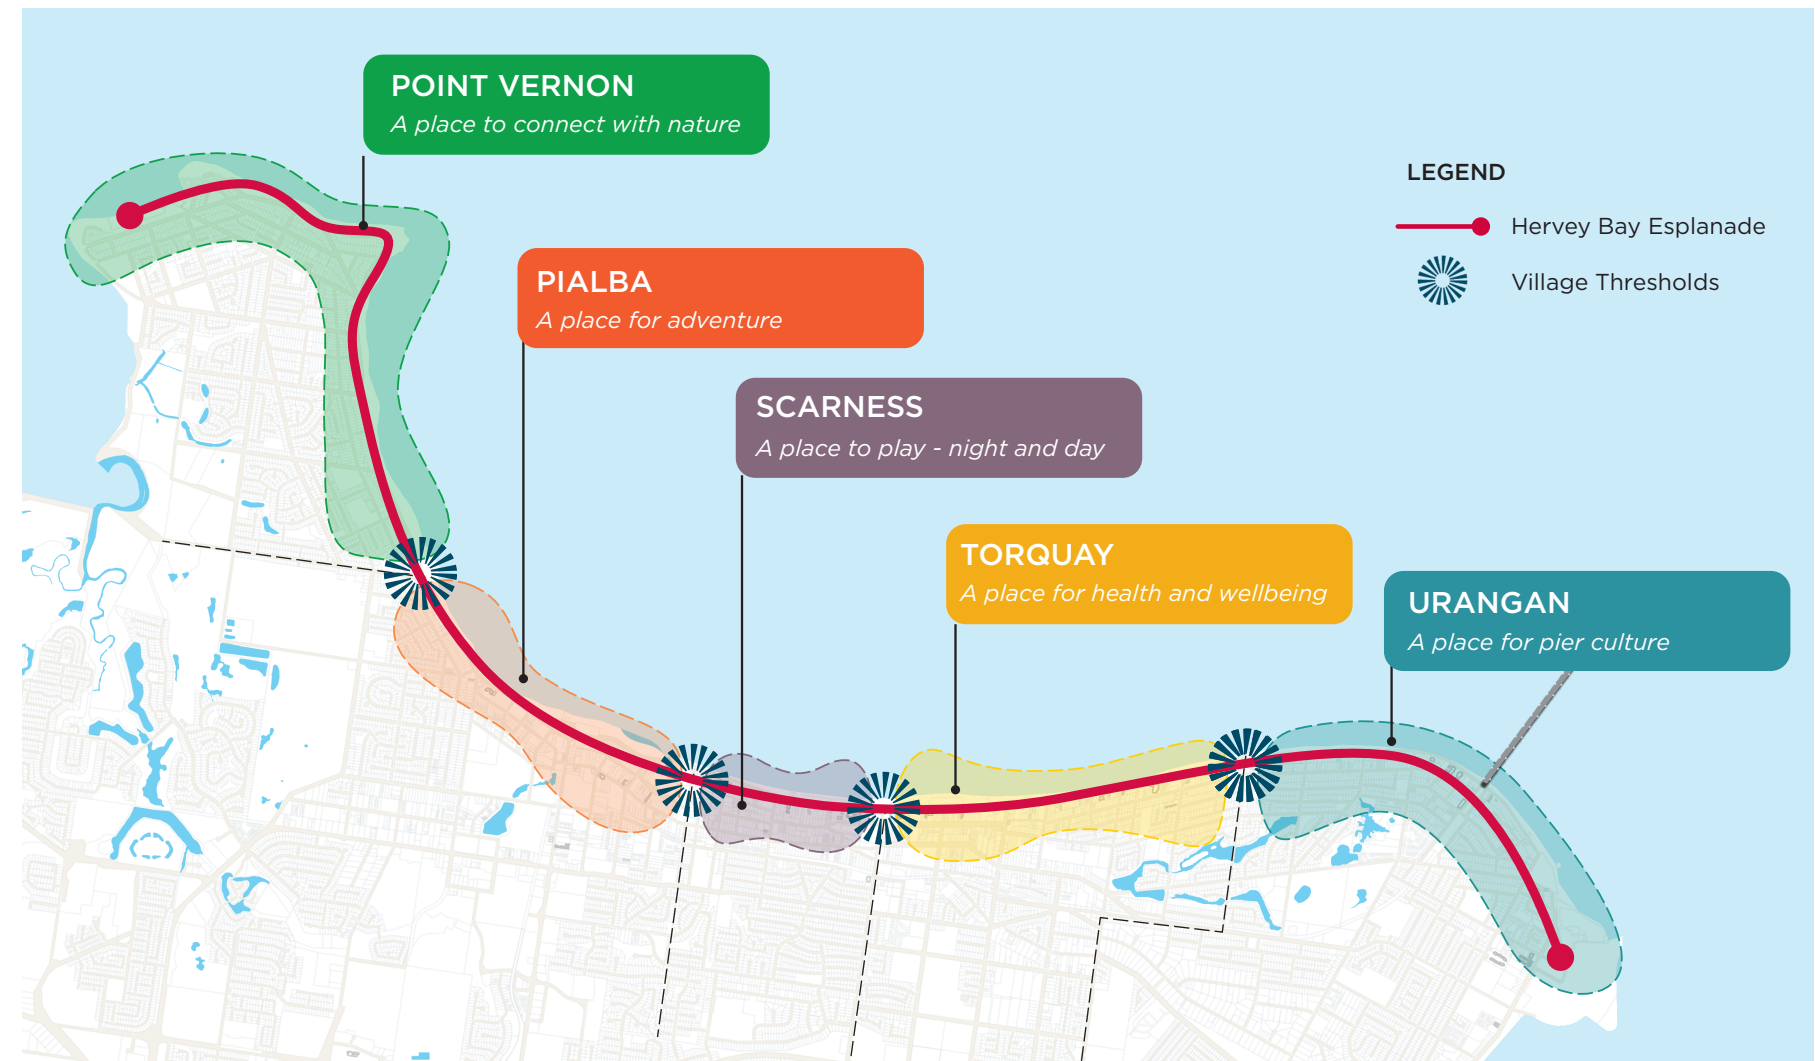 POINT VERNON
A place to connect with nature
LEGEND
Hervey Bay Esplanade
Village Thresholds
PIALBA
A place for adventure
SCARNESS
A place to play - night and day
TORQUAY
A place for health and wellbeing
URANGAN
A place for pier culture